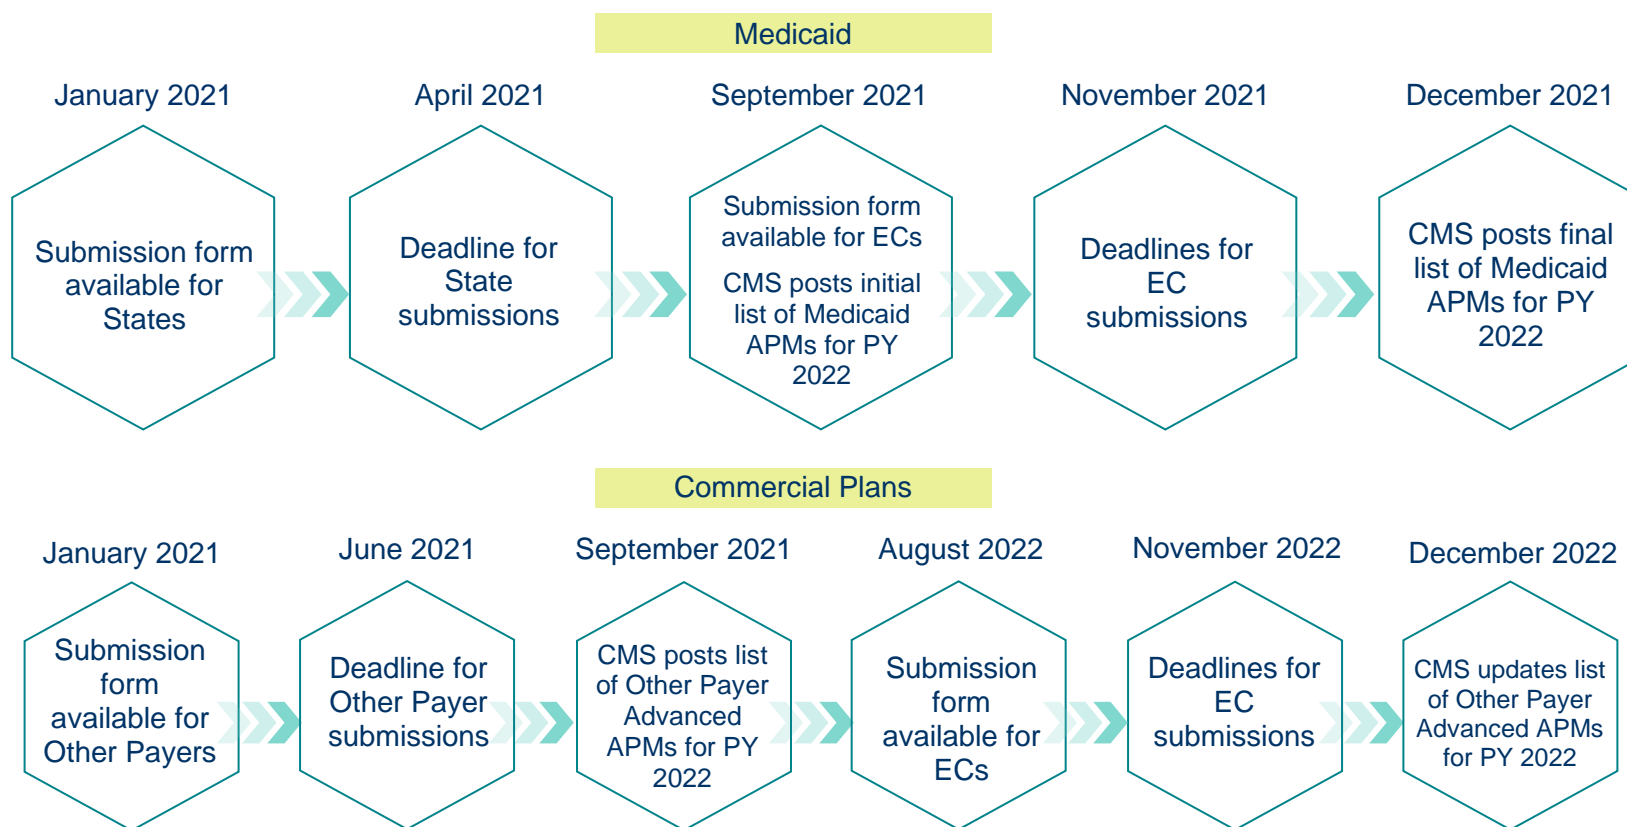 Medicaid
January 2021
April 2021
September 2021
November 2021
December 2021
Submission form
available for
States
Deadline for
State
submissions
Submission form
available for ECs
CMS posts initial
list of Medicaid
APMs for PY
2022
Deadlines for
EC
submissions
CMS posts final
list of Medicaid
APMs for PY
2022
Commercial Plans
January 2021
June 2021
September 2021
August 2022
November 2022
December 2022
Submission
form
available for
Other Payers
Deadline for
Other Payer
submissions
CMS posts list
of Other Payer
Advanced
APMs for PY
2022
Submission
form
available for
ECs
Deadlines for
EC
submissions
CMS updates list
of Other Payer
Advanced APMs
for PY 2022